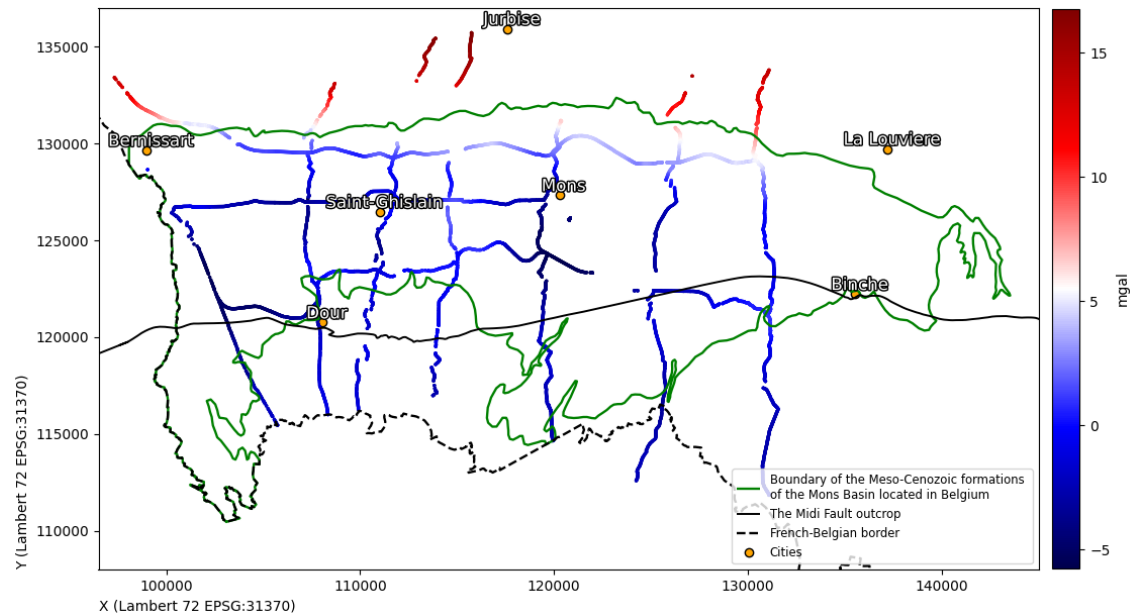 135000
130000
125000
120000
115000
110000
Y (Lambert 72 EPSG:31370)
Jurbise
Bernissart
La Louviere
Mons
Saint-Ghislain
Binche
Dour
Boundary of the Meso-Cenozoic formations
of the Mons Basin located in Belgium
The Midi Fault outcrop
French-Belgian border
Cities
100000
110000
120000
130000
140000
X (Lambert 72 EPSG:31370)
15
10
5
0
−5
mgal